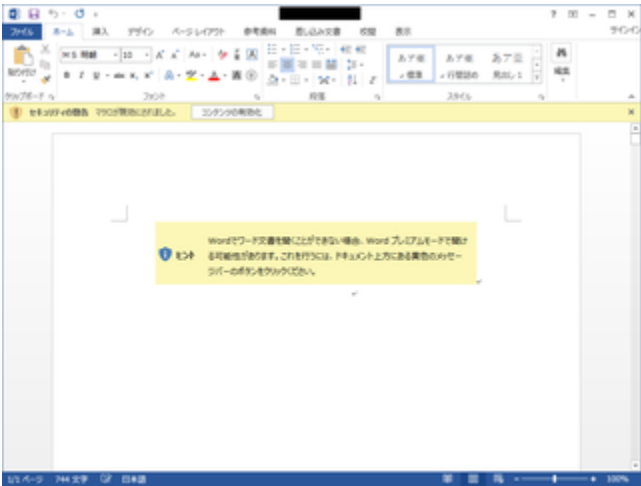 ファイル ホーム 挿入 デザイン ページ レイアウト 参考資料 差し込み文書 校閲 表示 サインイン
MS 明朝 10
あア亜 あア亜 あア亜
標準 行間詰め 見出し 1
編集
クリップボード フォント 段落 スタイル
セキュリティの警告 マクロが無効にされました。 コンテンツの有効化
Wordでワード文書を開くことができない場合、Word プレミアムモードで開け
ヒント る可能性があります。これを行うには、ドキュメント上方にある黄色のメッセー
ジバーのボタンをクリックください。
1/1 ページ 744 文字 日本語 100%